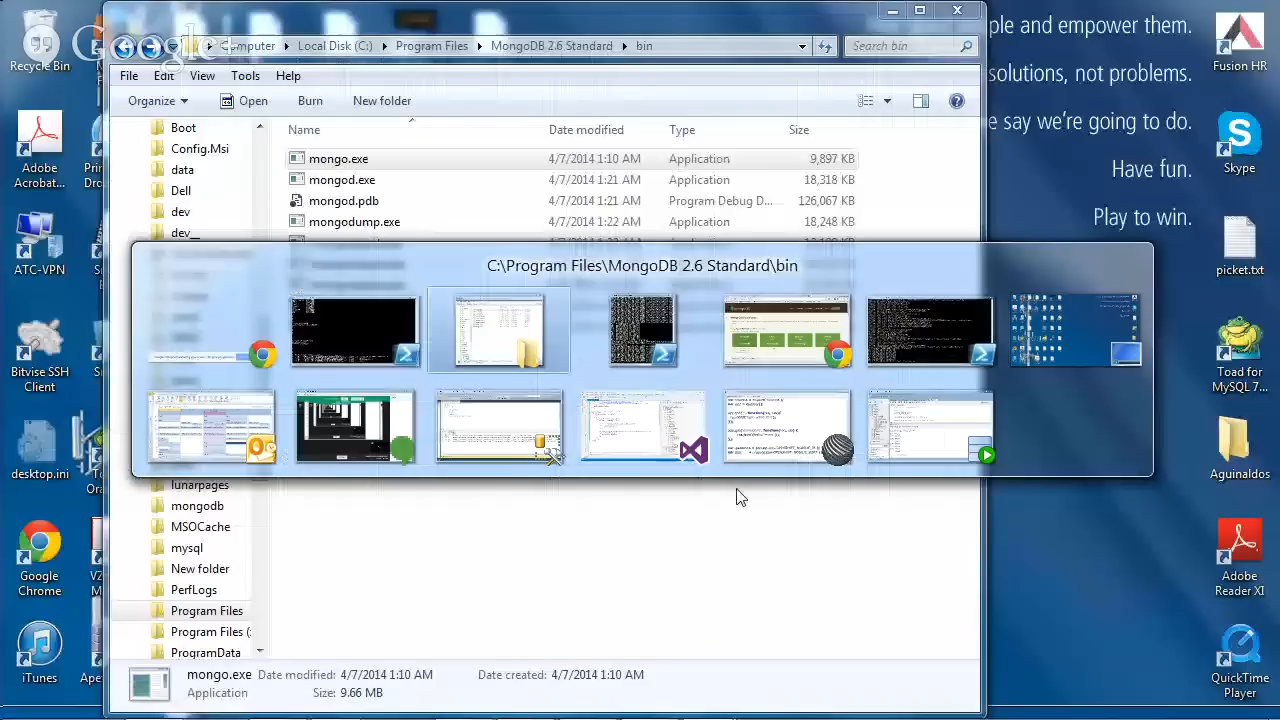 Google
Computer
Local Disk (C:)
Program Files
MongoDB 2.6 Standard
bin
Search bin
File Edit View Tools Help
Organize Open Burn New folder
Name Date modified Type Size
Boot
Config.Msi
data
Dell
dev
dev__
mongo.exe 4/7/2014 1:10 AM Application 9,897 KB
mongod.exe 4/7/2014 1:21 AM Application 18,318 KB
mongod.pdb 4/7/2014 1:21 AM Program Debug D... 126,067 KB
mongodump.exe 4/7/2014 1:22 AM Application 18,248 KB
C:\Program Files\MongoDB 2.6 Standard\bin
lunarpages
mongodb
MSOCache
mysql
New folder
PerfLogs
Program Files
Program Files (
ProgramData
mongo.exe Date modified: 4/7/2014 1:10 AM Date created: 4/7/2014 1:10 AM
Application Size: 9.66 MB
Recycle Bin
Adobe
Acrobat...
ATC-VPN
Bitvise SSH
Client
desktop.ini
Google
Chrome
iTunes
ple and empower them.
solutions, not problems.
e say we're going to do.
Have fun.
Play to win.
Fusion HR
Skype
picket.txt
Toad for
MySQL 7...
Aguinaldos
Adobe
Reader XI
QuickTime
Player